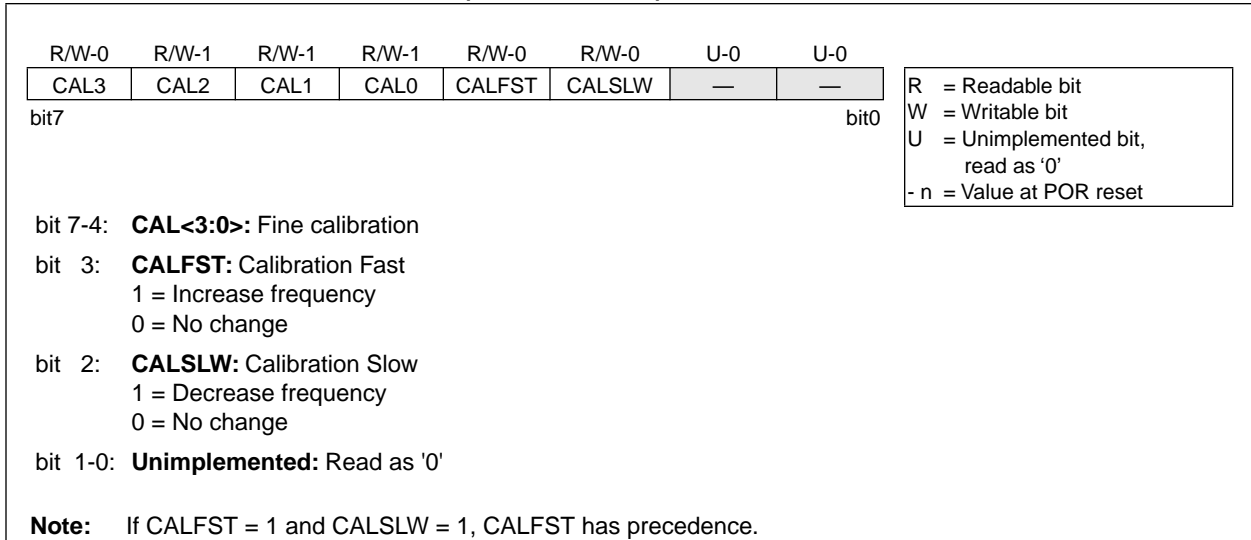 R/W-0 R/W-1 R/W-1 R/W-1 R/W-0 R/W-0 U-0 U-0
CAL3 CAL2 CAL1 CAL0 CALFST CALSLW — —
bit7 bit0
R = Readable bit
W = Writable bit
U = Unimplemented bit,
read as ‘0’
- n = Value at POR reset
bit 7-4: CAL<3:0>: Fine calibration
bit 3: CALFST: Calibration Fast
1 = Increase frequency
0 = No change
bit 2: CALSLW: Calibration Slow
1 = Decrease frequency
0 = No change
bit 1-0: Unimplemented: Read as '0'
Note: If CALFST = 1 and CALSLW = 1, CALFST has precedence.